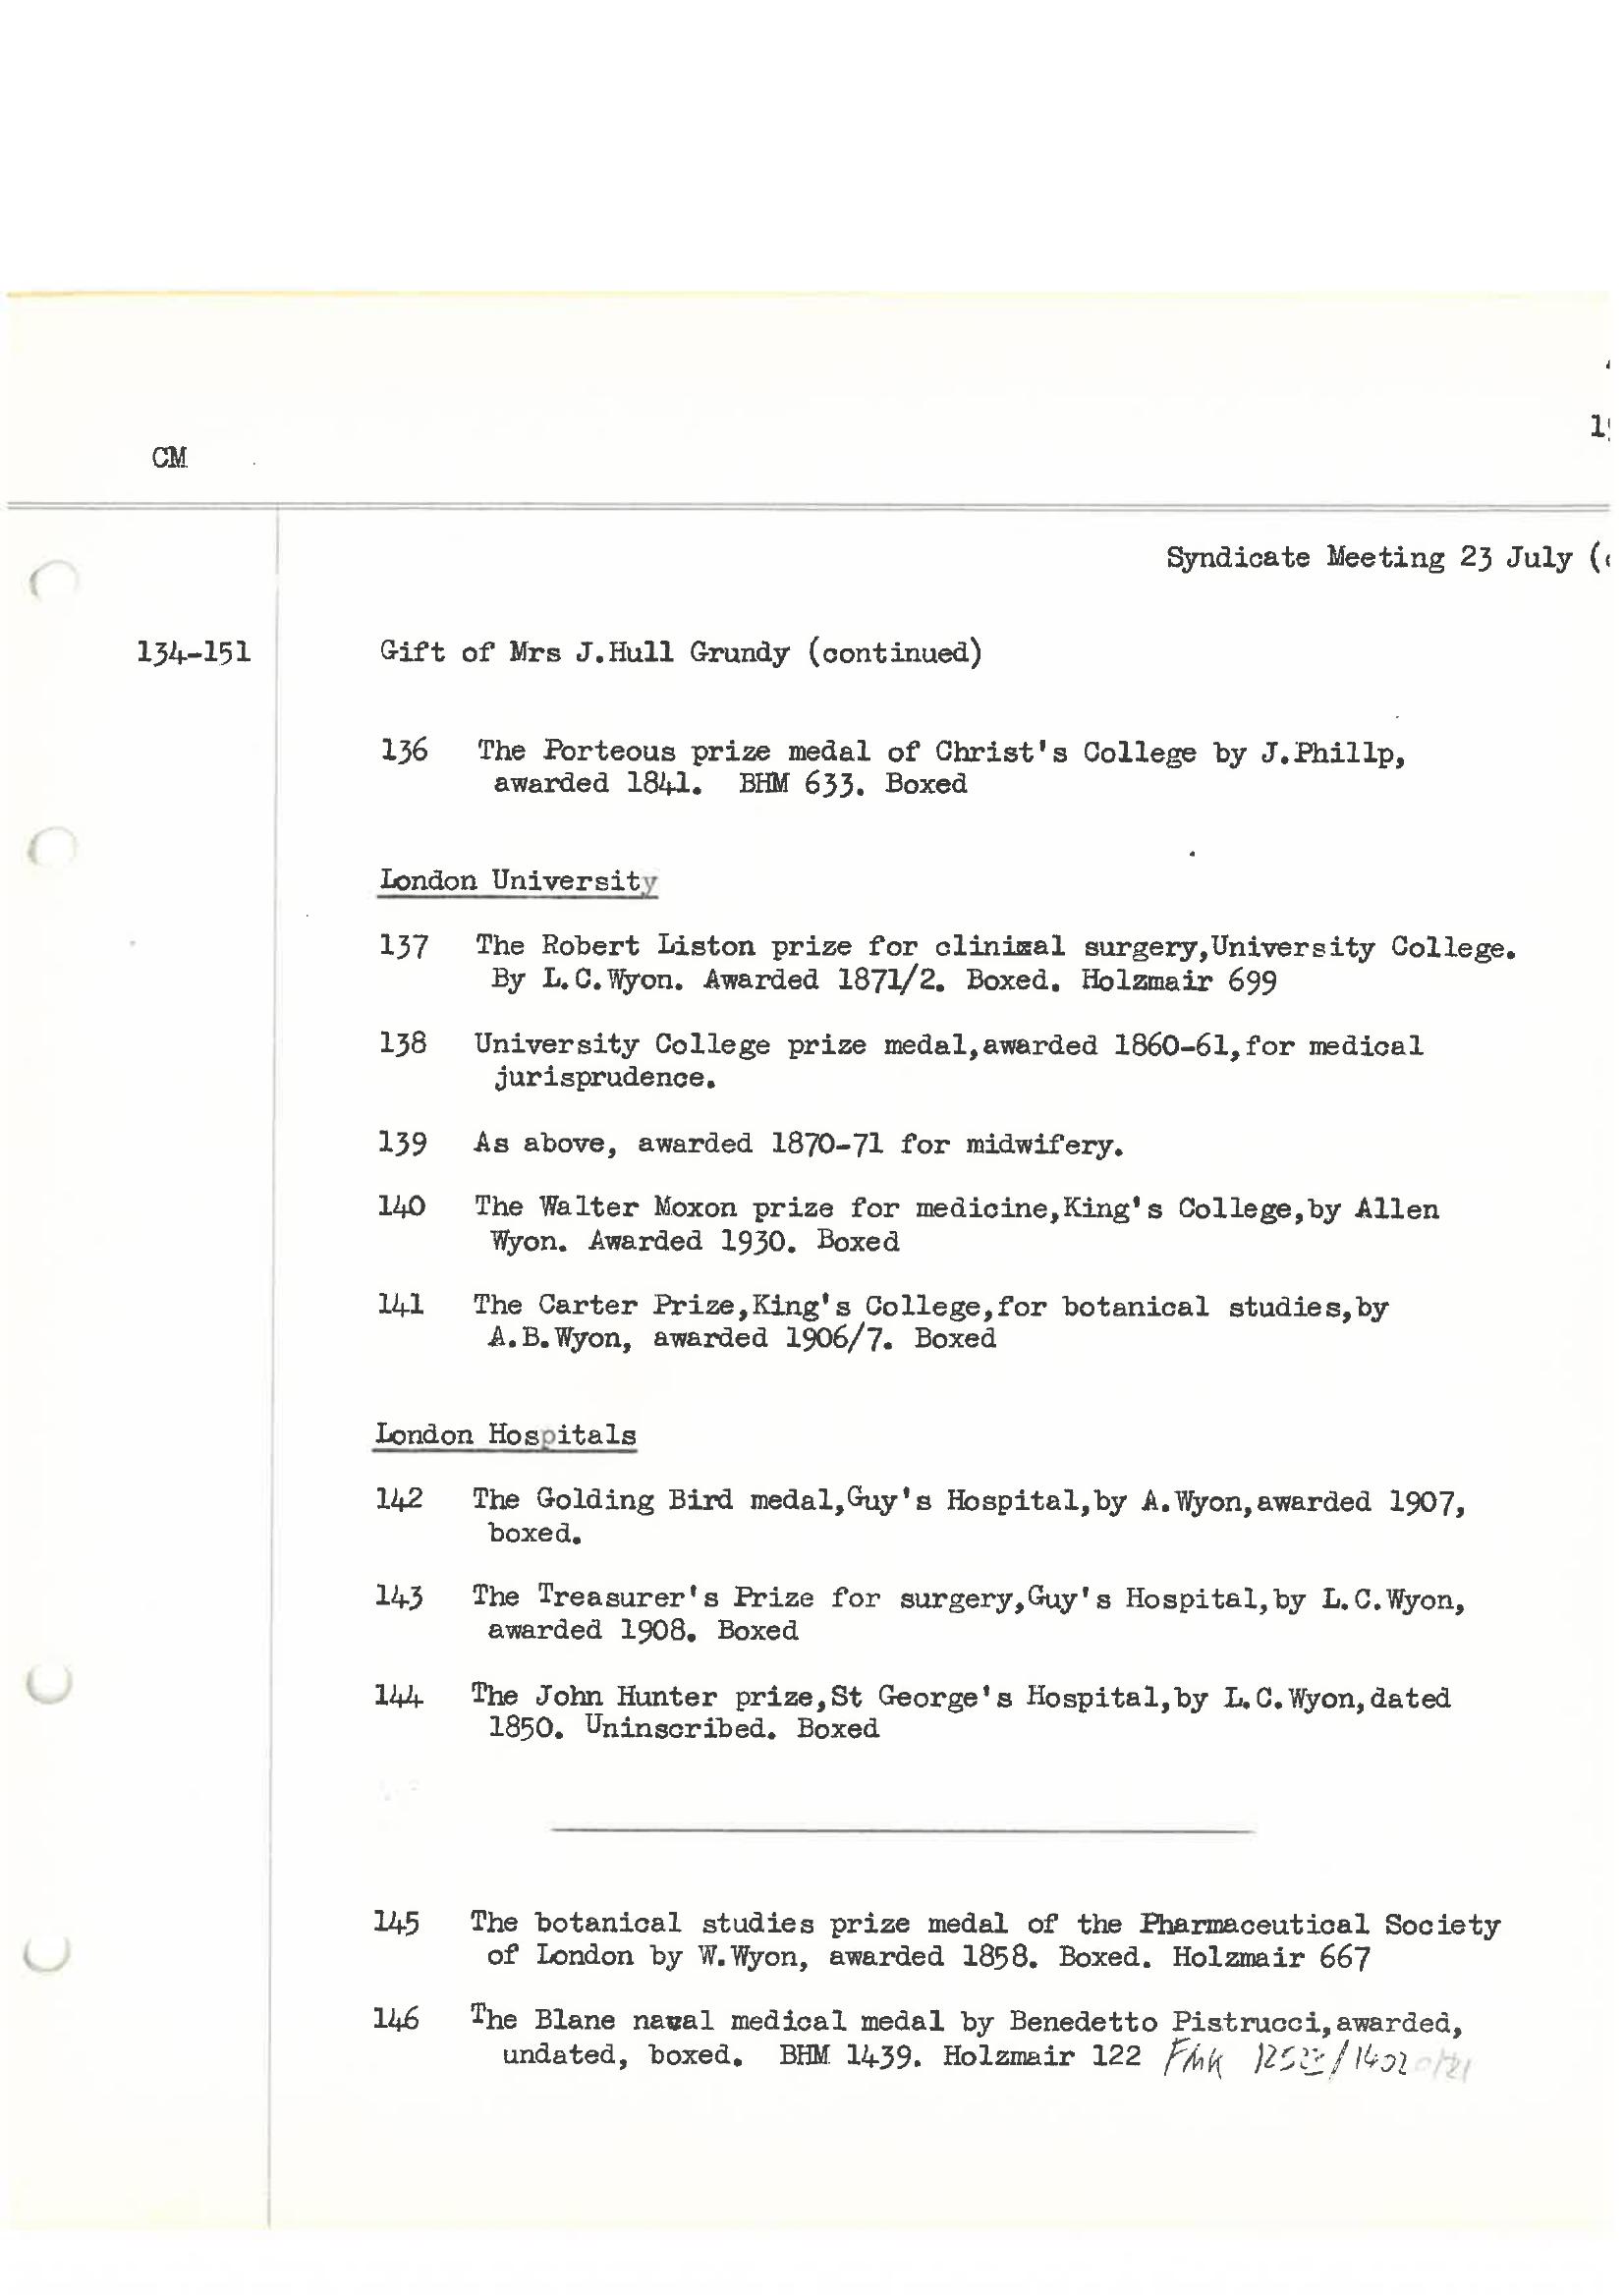 CM
Syndicate Meeting 23 July
134-151 Gift of Mrs J.Hull Grundy (continued)
136 The Porteous prize medal of Christ's College by J.Phillp,
awarded 1841. BHM 633. Boxed
London University
137 The Robert Liston prize for clinical surgery,University College.
By L.C.Wyon. Awarded 1871/2. Boxed. Holzmair 699
138 University College prize medal,awarded 1860-61,for medical
jurisprudence.
139 As above, awarded 1870-71 for midwifery.
140 The Walter Moxon prize for medicine,King's College,by Allen
Wyon. Awarded 1930. Boxed
141 The Carter Prize,King's College,for botanical studies,by
A.B.Wyon, awarded 1906/7. Boxed
London Hospitals
142 The Golding Bird medal,Guy's Hospital,by A.Wyon,awarded 1907,
boxed.
143 The Treasurer's Prize for surgery,Guy's Hospital,by L.C.Wyon,
awarded 1908. Boxed
144 The John Hunter prize,St George's Hospital,by L.C.Wyon,dated
1850. Uninscribed. Boxed
145 The botanical studies prize medal of the Pharmaceutical Society
of London by W.Wyon, awarded 1858. Boxed. Holzmair 667
146 The Blane naval medical medal by Benedetto Pistrucci,awarded,
undated, boxed. BHM 1439. Holzmair 122